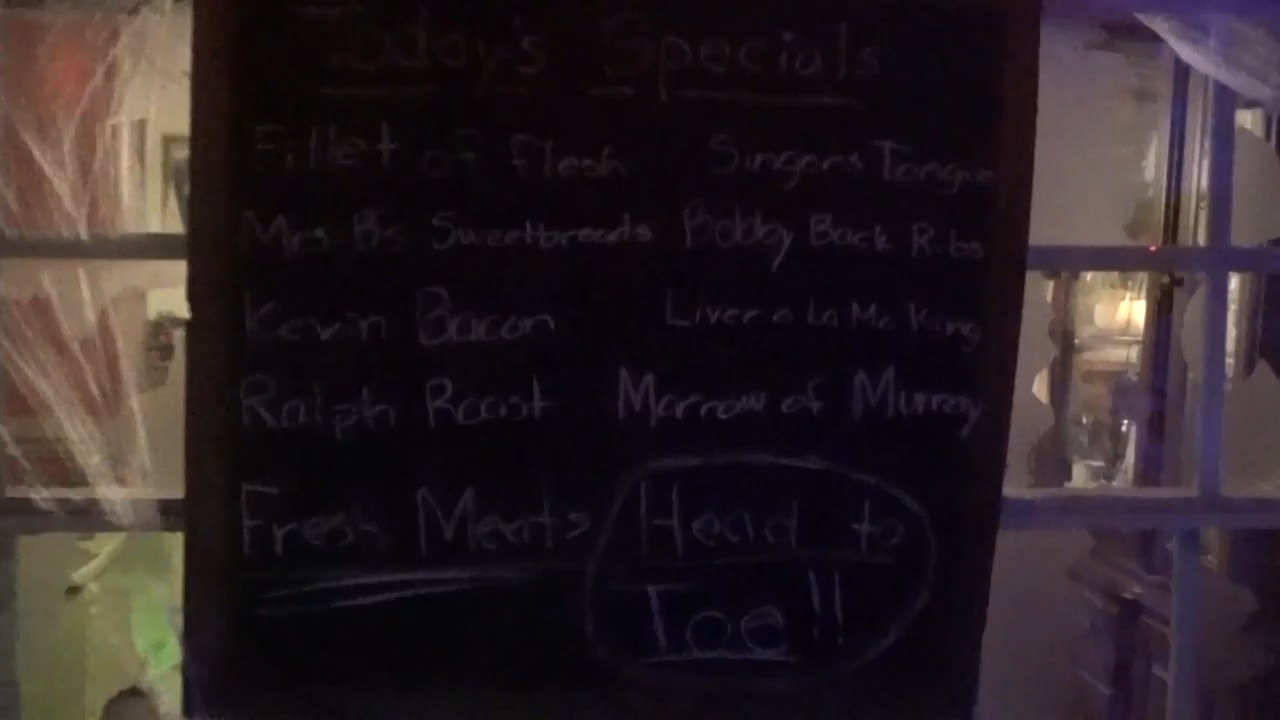 Today's Specials
Fillet of Flesh Singers Tongue
Mrs B's Sweetbreads Bobby Back Ribs
Kevin Bacon Liver a La Mr. King
Ralph Roast Marrow of Murray
Fresh Meats Head to
Toe!!